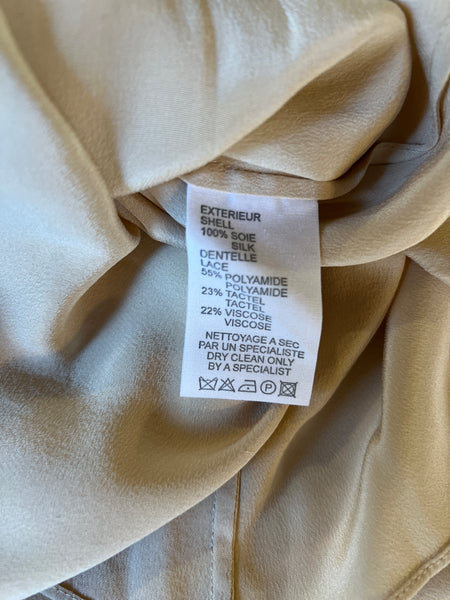 EXTERIEUR
SHELL
100% SOIE
SILK
DENTELLE
LACE
55% POLYAMIDE
POLYAMIDE
23% TACTEL
TACTEL
22% VISCOSE
VISCOSE
NETTOYAGE A SEC
PAR UN SPECIALISTE
DRY CLEAN ONLY
BY A SPECIALIST
P